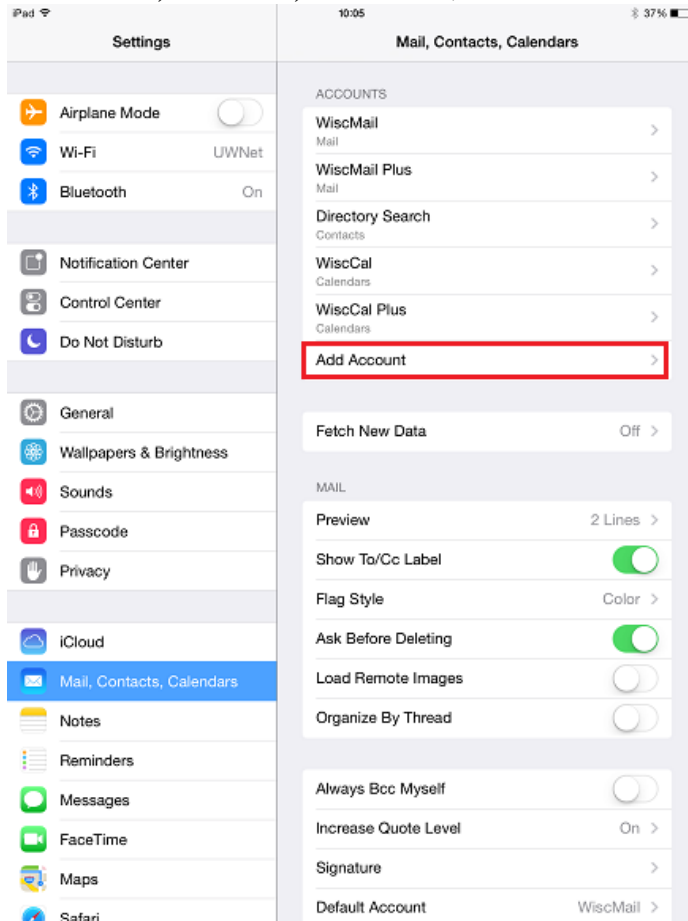 iPad 10:05 37%
Settings
Mail, Contacts, Calendars
Airplane Mode
Wi-Fi UWNet
Bluetooth On
Notification Center
Control Center
Do Not Disturb
General
Wallpapers & Brightness
Sounds
Passcode
Privacy
iCloud
Mail, Contacts, Calendars
Notes
Reminders
Messages
FaceTime
Maps
Safari
ACCOUNTS
WiscMail
Mail
WiscMail Plus
Mail
Directory Search
Contacts
WiscCal
Calendars
WiscCal Plus
Calendars
Add Account
Fetch New Data Off
MAIL
Preview 2 Lines
Show To/Cc Label
Flag Style Color
Ask Before Deleting
Load Remote Images
Organize By Thread
Always Bcc Myself
Increase Quote Level On
Signature
Default Account WiscMail